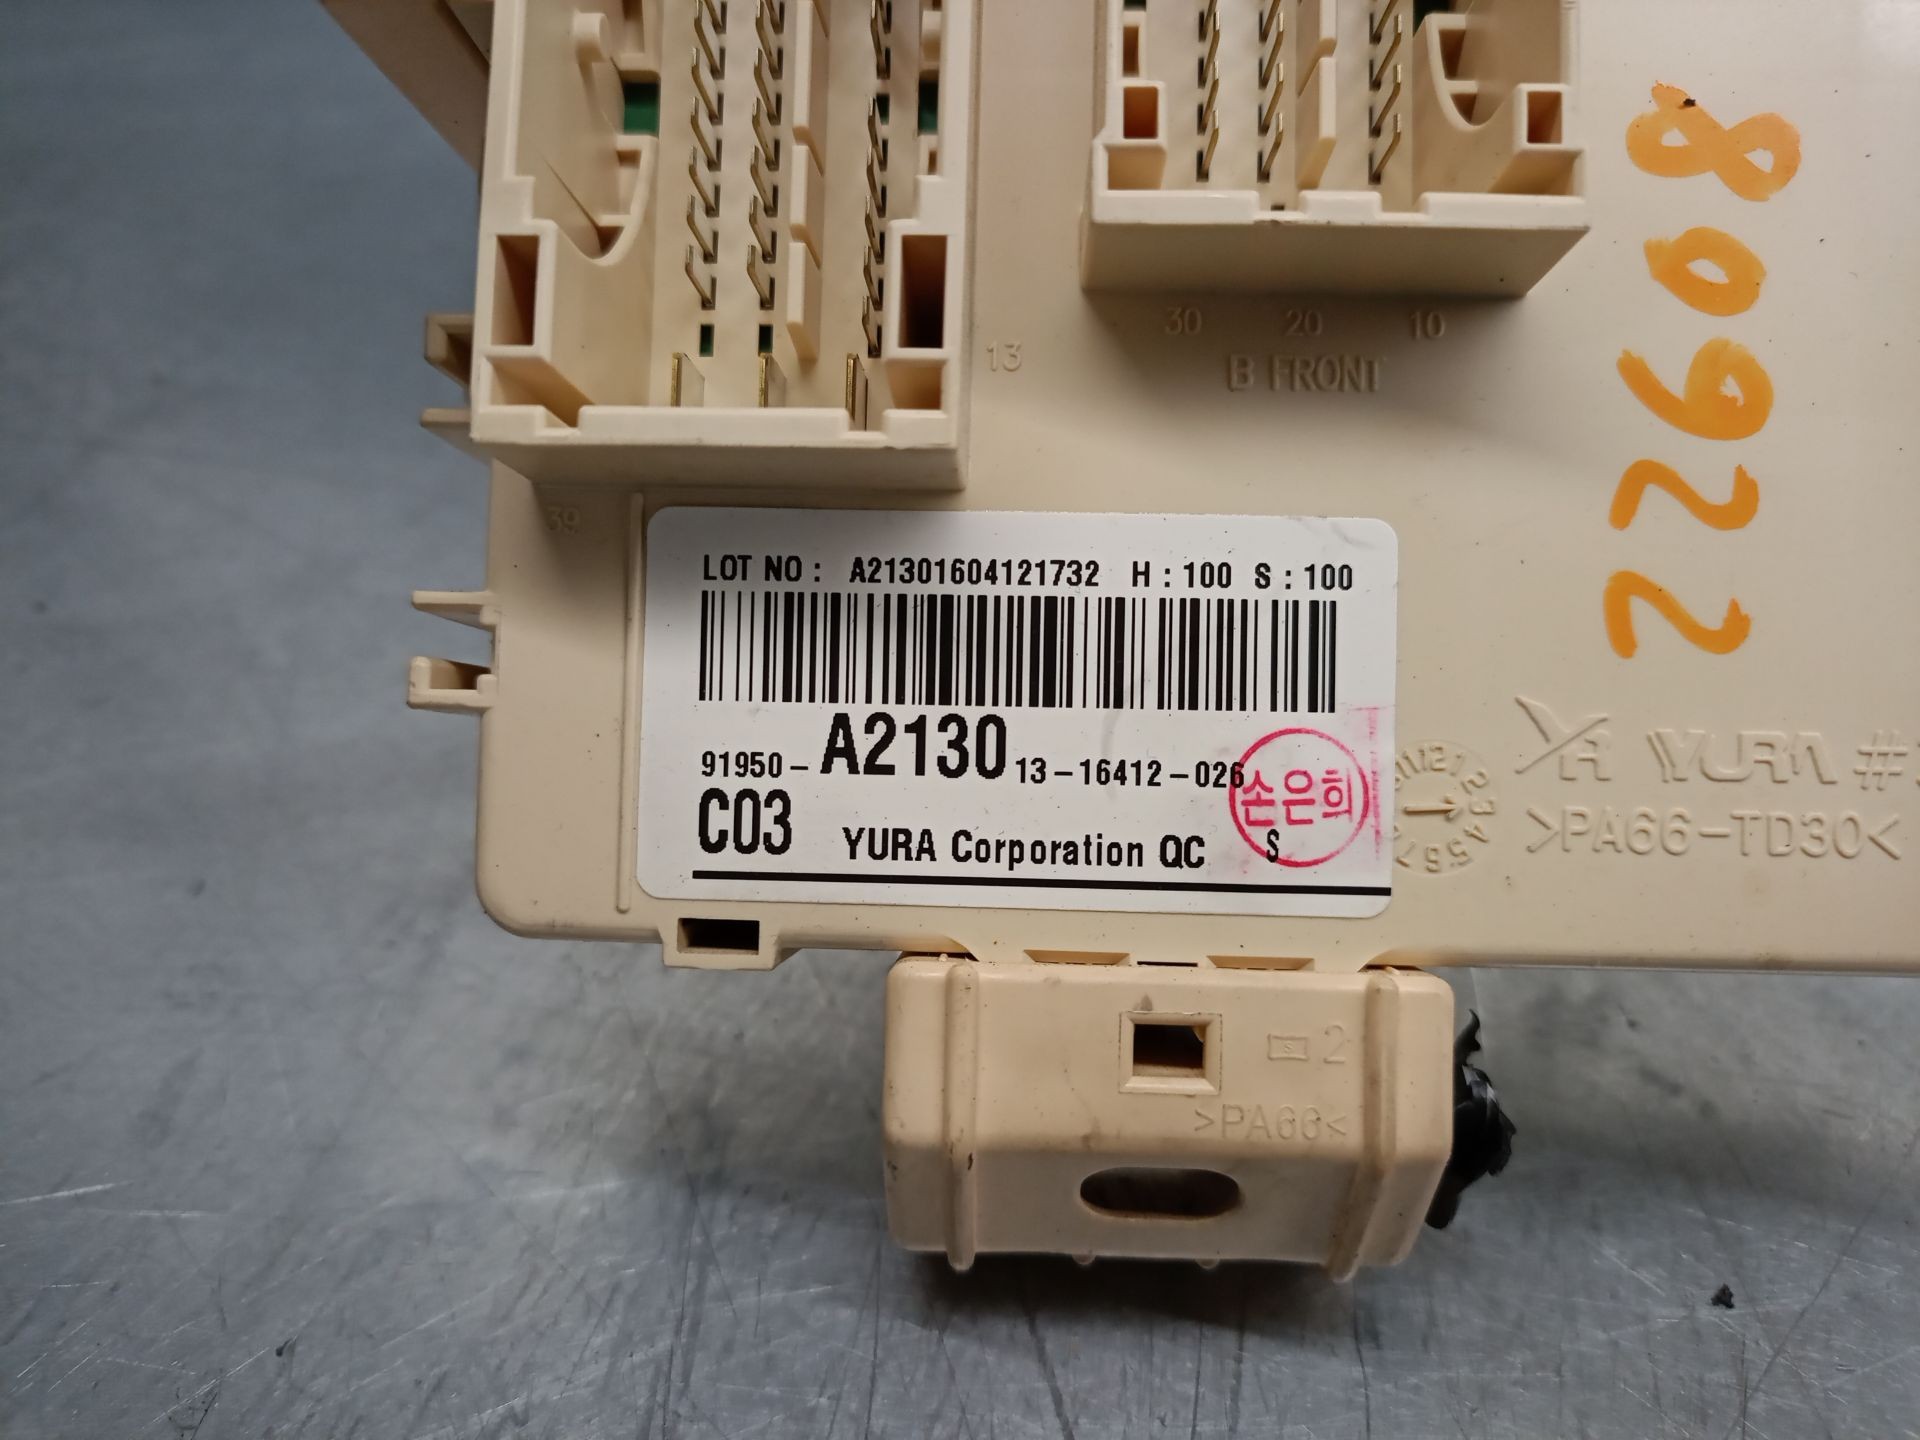 30 20 10
B FRONT
13
39
80922
LOT NO : A21301604121732 H : 100 S : 100
91950- A2130 13-16412-026
C03 YURA Corporation QC S
손은희
YURA #
>PA66-TD30<
S 2
>PA66<